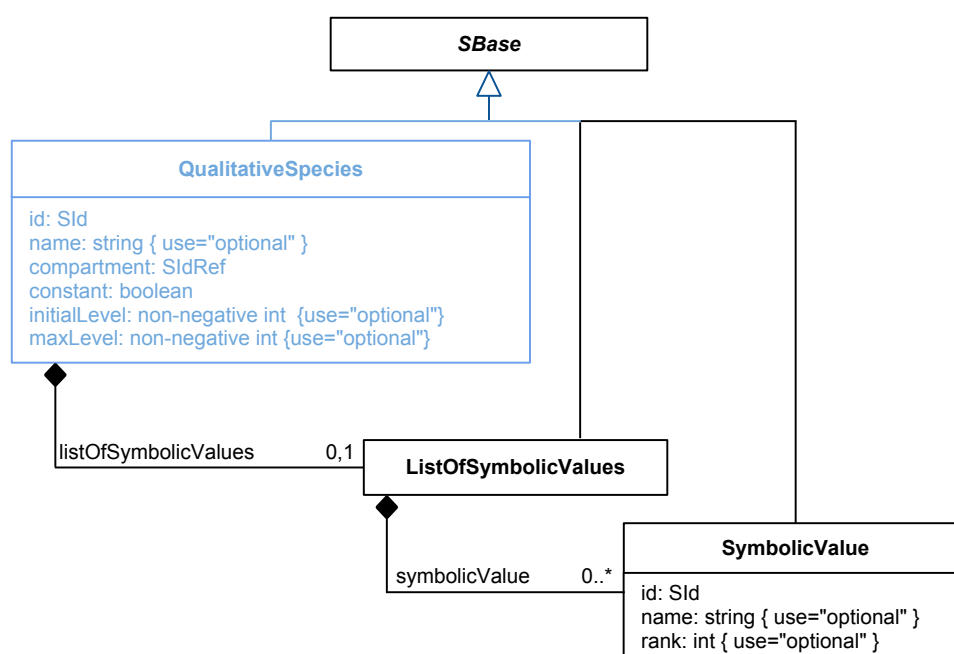 SBase
QualitativeSpecies
id: SId
name: string { use="optional" }
compartment: SIdRef
constant: boolean
initialLevel: non-negative int  {use="optional"}
maxLevel: non-negative int {use="optional"}
listOfSymbolicValues 0,1
ListOfSymbolicValues
symbolicValue 0..*
SymbolicValue
id: SId
name: string { use="optional" }
rank: int { use="optional" }